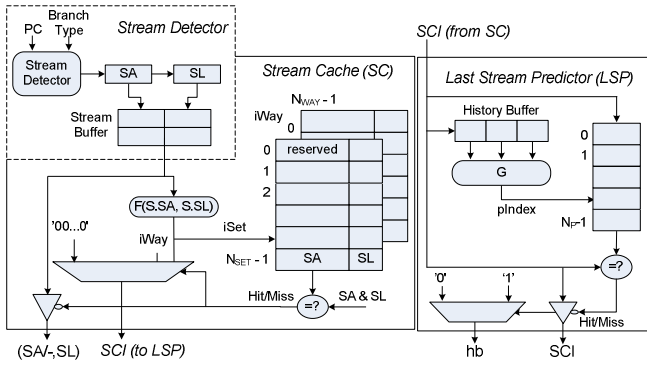 PC
Branch
Type
Stream Detector
Stream
Detector
SA
SL
Stream
Buffer
Stream Cache (SC)
NWAY - 1
iWay
0
0
reserved
1
2
NSET - 1
SA
SL
F(S.SA, S.SL)
iSet
iWay
'00...0'
Hit/Miss
=?
SA & SL
(SA/-,SL)
SCI (to LSP)
SCI (from SC)
Last Stream Predictor (LSP)
History Buffer
0
1
G
pIndex
NP-1
=?
'0'
'1'
Hit/Miss
hb
SCI